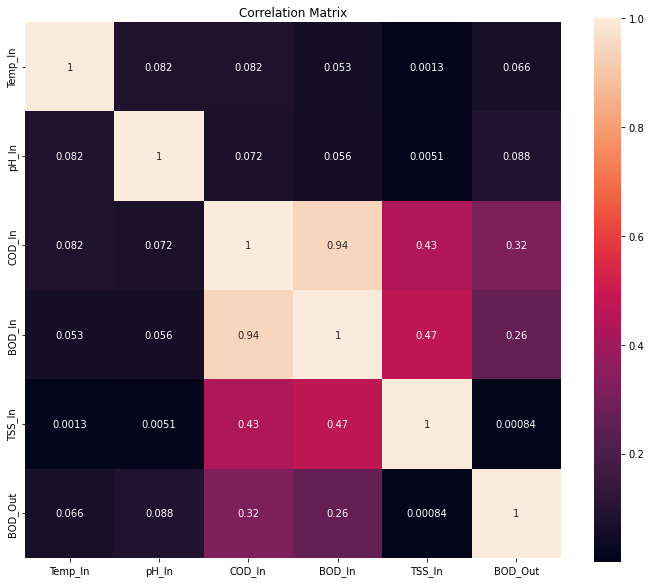 Correlation Matrix
Temp_In 1 0.082 0.082 0.053 0.0013 0.066
pH_In 0.082 1 0.072 0.056 0.0051 0.088
COD_In 0.082 0.072 1 0.94 0.43 0.32
BOD_In 0.053 0.056 0.94 1 0.47 0.26
TSS_In 0.0013 0.0051 0.43 0.47 1 0.00084
BOD_Out 0.066 0.088 0.32 0.26 0.00084 1
Temp_In pH_In COD_In BOD_In TSS_In BOD_Out
1.0
0.8
0.6
0.4
0.2